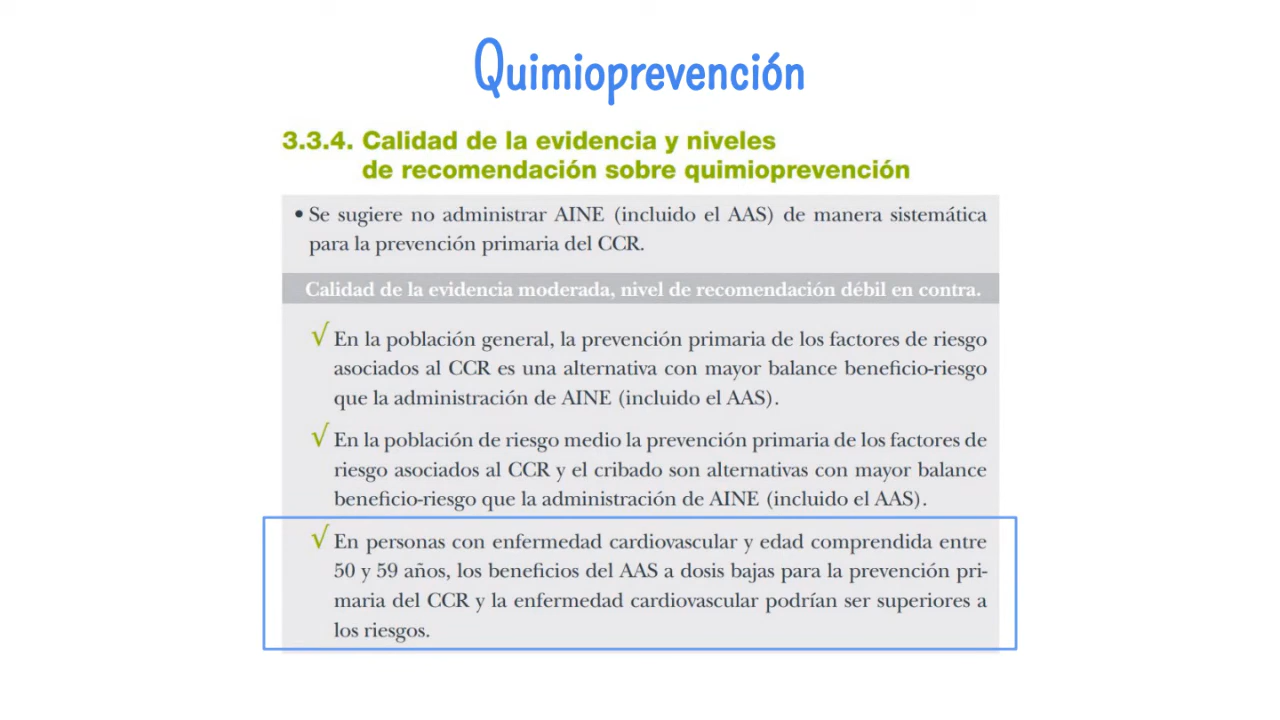 Quimioprevención
3.3.4. Calidad de la evidencia y niveles
de recomendación sobre quimioprevención
• Se sugiere no administrar AINE (incluido el AAS) de manera sistemática
para la prevención primaria del CCR.
Calidad de la evidencia moderada, nivel de recomendación débil en contra.
√ En la población general, la prevención primaria de los factores de riesgo
asociados al CCR es una alternativa con mayor balance beneficio-riesgo
que la administración de AINE (incluido el AAS).
√ En la población de riesgo medio la prevención primaria de los factores de
riesgo asociados al CCR y el cribado son alternativas con mayor balance
beneficio-riesgo que la administración de AINE (incluido el AAS).
√ En personas con enfermedad cardiovascular y edad comprendida entre
50 y 59 años, los beneficios del AAS a dosis bajas para la prevención pri-
maria del CCR y la enfermedad cardiovascular podrían ser superiores a
los riesgos.